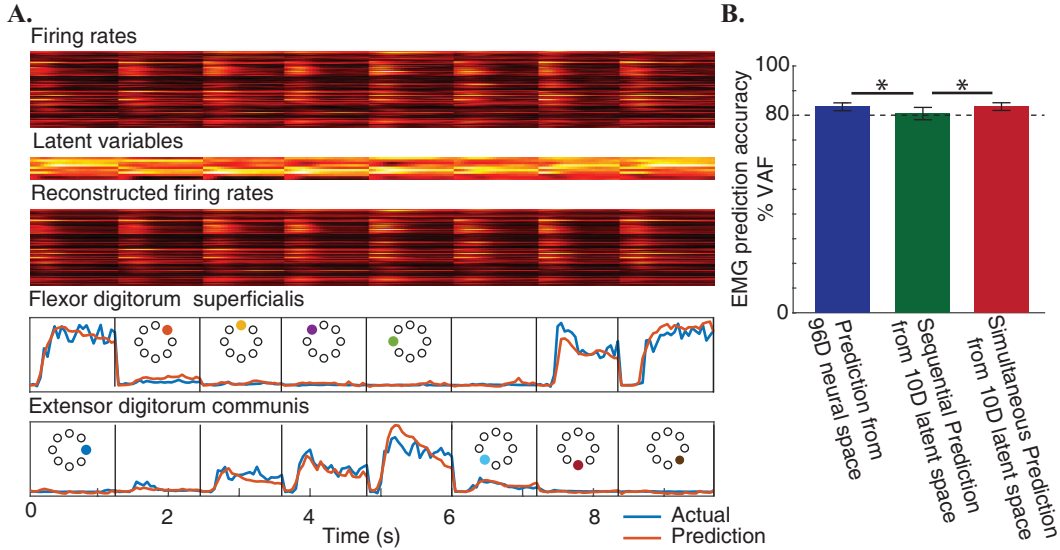 A.
Firing rates
Latent variables
Reconstructed firing rates
Flexor digitorum superficialis
Extensor digitorum communis
0 2 4 6 8
Time (s)
Actual
Prediction
B.
EMG prediction accuracy
% VAF
100
80
0
*
*
Prediction from
96D neural space
Sequential Prediction
from 10D latent space
Simultaneous Prediction
from 10D latent space